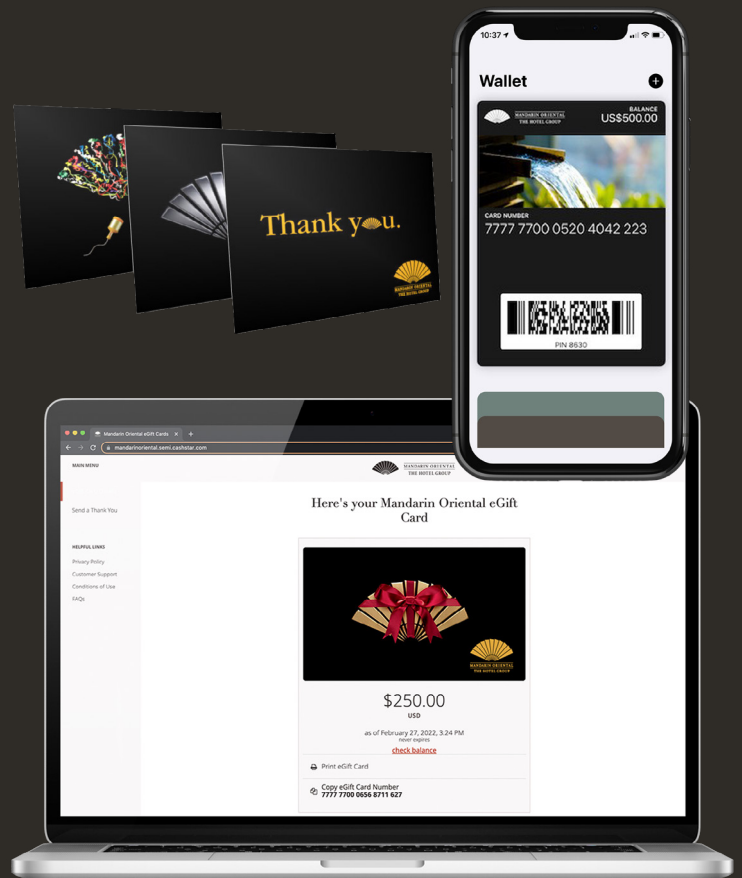 Thank you.
MANDARIN ORIENTAL
THE HOTEL GROUP
10:37
Wallet
MANDARIN ORIENTAL
THE HOTEL GROUP
BALANCE
US$500.00
CARD NUMBER
7777 7700 0520 4042 223
PIN 8630
Mandarin Oriental eGift Cards
mandarinoriental.semi.cashstar.com
MAIN MENU
MANDARIN ORIENTAL
THE HOTEL GROUP
Send a Thank You
HELPFUL LINKS
Privacy Policy
Customer Support
Conditions of Use
FAQs
Here's your Mandarin Oriental eGift
Card
MANDARIN ORIENTAL
THE HOTEL GROUP
$250.00
USD
as of February 27, 2022, 3:24 PM
never expires
check balance
Print eGift Card
Copy eGift Card Number
7777 7700 0656 8711 627